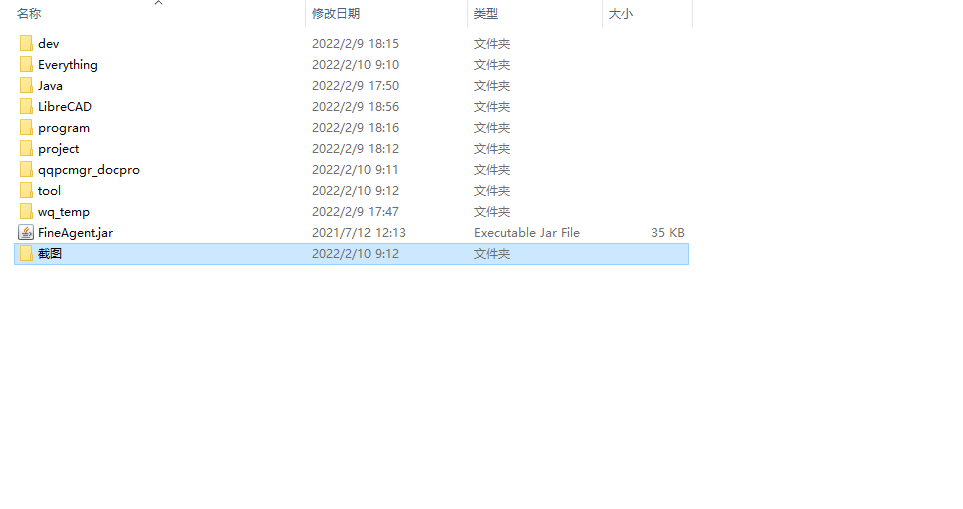 名称 修改日期 类型 大小
dev 2022/2/9 18:15 文件夹
Everything 2022/2/10 9:10 文件夹
Java 2022/2/9 17:50 文件夹
LibreCAD 2022/2/9 18:56 文件夹
program 2022/2/9 18:16 文件夹
project 2022/2/9 18:12 文件夹
qqpcmgr_docpro 2022/2/10 9:11 文件夹
tool 2022/2/10 9:12 文件夹
wq_temp 2022/2/9 17:47 文件夹
FineAgent.jar 2021/7/12 12:13 Executable Jar File 35 KB
截图 2022/2/10 9:12 文件夹